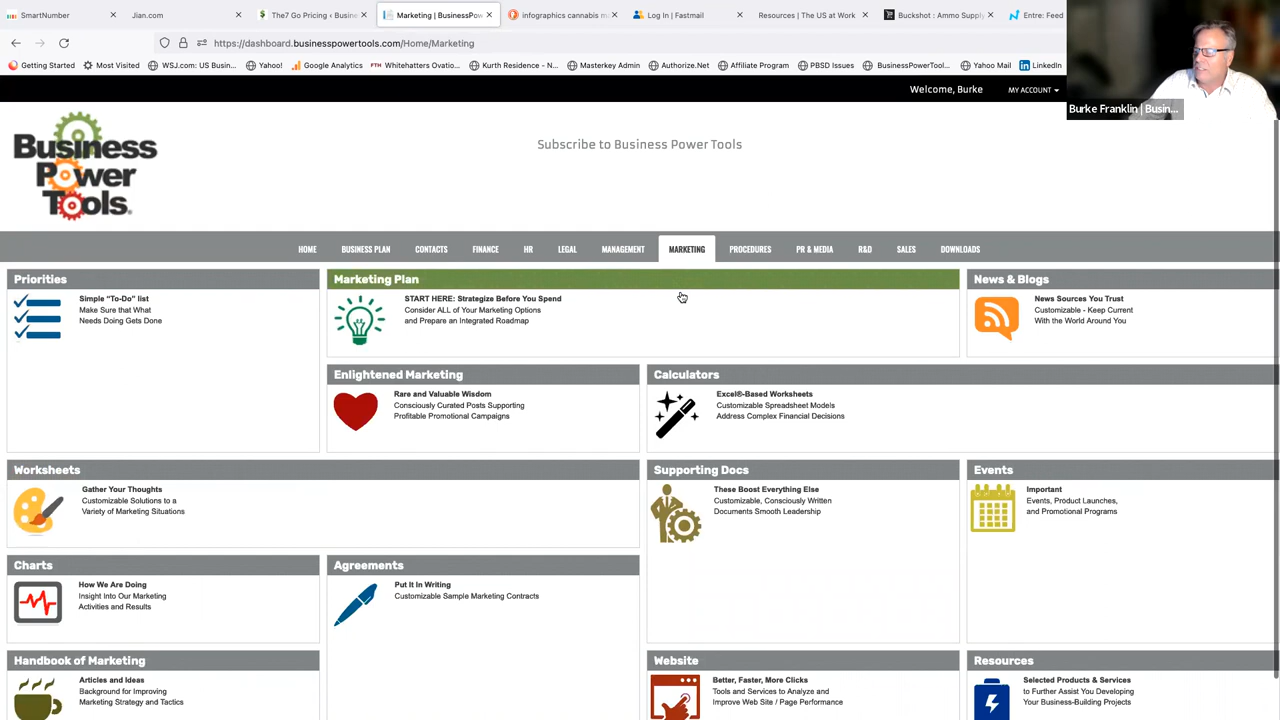 SmartNumber
Jian.com
The7 Go Pricing ‹ Busine
Marketing | BusinessPow
infographics cannabis m
Log In | Fastmail
Resources | The US at Work
Buckshot : Ammo Supply
Entre: Feed
https://dashboard.businesspowertools.com/Home/Marketing
Getting Started
Most Visited
WSJ.com: US Busin...
Yahoo!
Google Analytics
FTH Whitehatters Ovatio...
Kurth Residence - N...
Masterkey Admin
Authorize.Net
Affiliate Program
PBSD Issues
BusinessPowerTool...
Yahoo Mail
LinkedIn
Welcome, Burke
MY ACCOUNT
Burke Franklin | Busin...
Business
Power
Tools.
Subscribe to Business Power Tools
HOME
BUSINESS PLAN
CONTACTS
FINANCE
HR
LEGAL
MANAGEMENT
MARKETING
PROCEDURES
PR & MEDIA
R&D
SALES
DOWNLOADS
Priorities
Simple "To-Do" list
Make Sure that What
Needs Doing Gets Done
Marketing Plan
START HERE: Strategize Before You Spend
Consider ALL of Your Marketing Options
and Prepare an Integrated Roadmap
News & Blogs
News Sources You Trust
Customizable - Keep Current
With the World Around You
Enlightened Marketing
Rare and Valuable Wisdom
Consciously Curated Posts Supporting
Profitable Promotional Campaigns
Calculators
Excel®-Based Worksheets
Customizable Spreadsheet Models
Address Complex Financial Decisions
Worksheets
Gather Your Thoughts
Customizable Solutions to a
Variety of Marketing Situations
Supporting Docs
These Boost Everything Else
Customizable, Consciously Written
Documents Smooth Leadership
Events
Important
Events, Product Launches,
and Promotional Programs
Charts
How We Are Doing
Insight Into Our Marketing
Activities and Results
Agreements
Put It In Writing
Customizable Sample Marketing Contracts
Handbook of Marketing
Articles and Ideas
Background for Improving
Marketing Strategy and Tactics
Website
Better, Faster, More Clicks
Tools and Services to Analyze and
Improve Web Site / Page Performance
Resources
Selected Products & Services
to Further Assist You Developing
Your Business-Building Projects